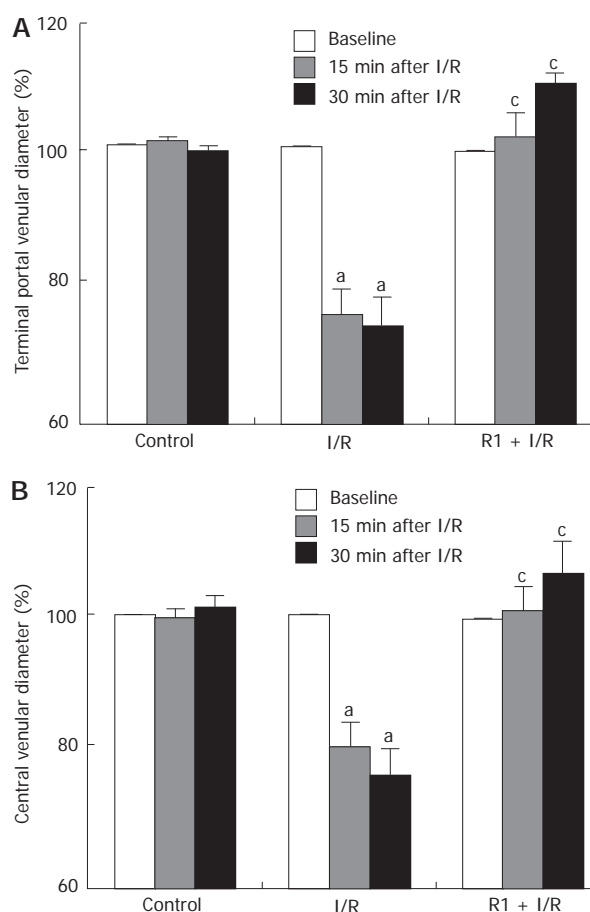 A
120
100
80
60
Terminal portal venular diameter (%)
Baseline
15 min after I/R
30 min after I/R
a
a
c
c
Control
I/R
R1 + I/R
B
120
100
80
60
Central venular diameter (%)
Baseline
15 min after I/R
30 min after I/R
a
a
c
c
Control
I/R
R1 + I/R